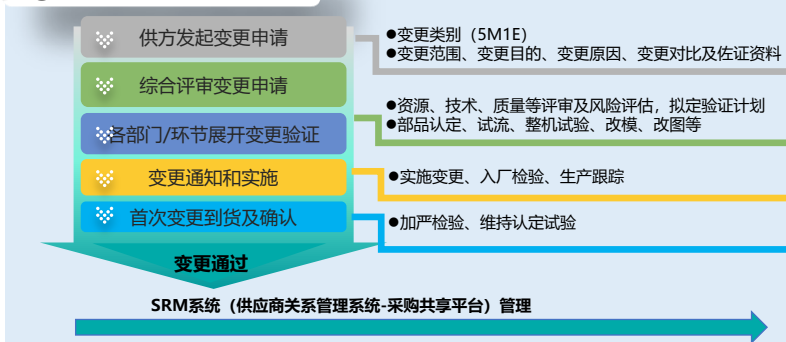 供方发起变更申请
●变更类别（5M1E）
●变更范围、变更目的、变更原因、变更对比及佐证资料
综合评审变更申请
●资源、技术、质量等评审及风险评估，拟定验证计划
各部门/环节展开变更验证
●部品认定、试流、整机试验、改模、改图等
变更通知和实施
●实施变更、入厂检验、生产跟踪
首次变更到货及确认
●加严检验、维持认定试验
变更通过
SRM系统（供应商关系管理系统-采购共享平台）管理